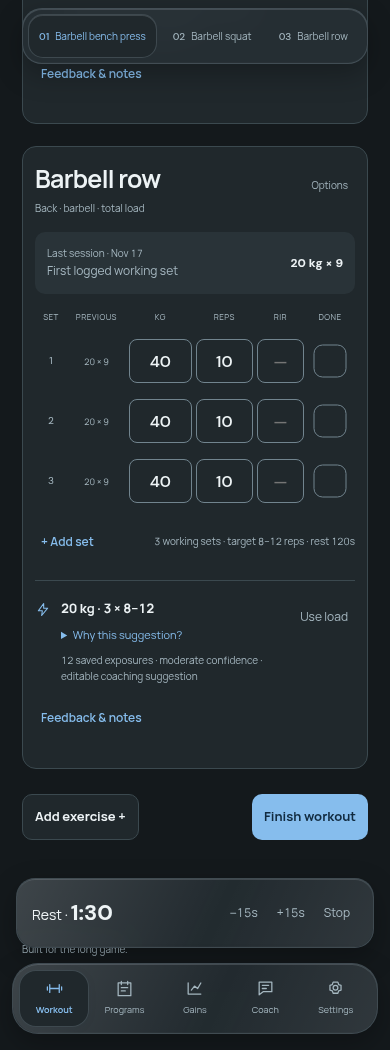 01 Barbell bench press 02 Barbell squat 03 Barbell row
Feedback & notes
Barbell row
Options
Back · barbell · total load
Last session · Nov 17
First logged working set
20 kg × 9
SET PREVIOUS KG REPS RIR DONE
1 20 × 9 40 10 —
2 20 × 9 40 10 —
3 20 × 9 40 10 —
+ Add set 3 working sets · target 8–12 reps · rest 120s
20 kg · 3 × 8–12
Use load
▶ Why this suggestion?
12 saved exposures · moderate confidence ·
editable coaching suggestion
Feedback & notes
Add exercise + Finish workout
Rest · 1:30 −15s +15s Stop
Built for the long game.
Workout Programs Gains Coach Settings